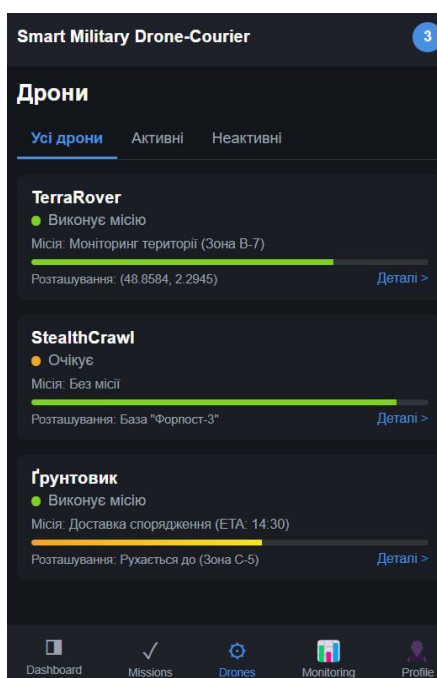 Smart Military Drone-Courier
3
Дрони
Усі дрони Активні Неактивні
TerraRover
Виконує місію
Місія: Моніторинг території (Зона B-7)
Розташування: (48.8584, 2.2945) Деталі >
StealthCrawl
Очікує
Місія: Без місії
Розташування: База "Форпост-3" Деталі >
Ґрунтовик
Виконує місію
Місія: Доставка спорядження (ETA: 14:30)
Розташування: Рухається до (Зона C-5) Деталі >
Dashboard Missions Drones Monitoring Profile